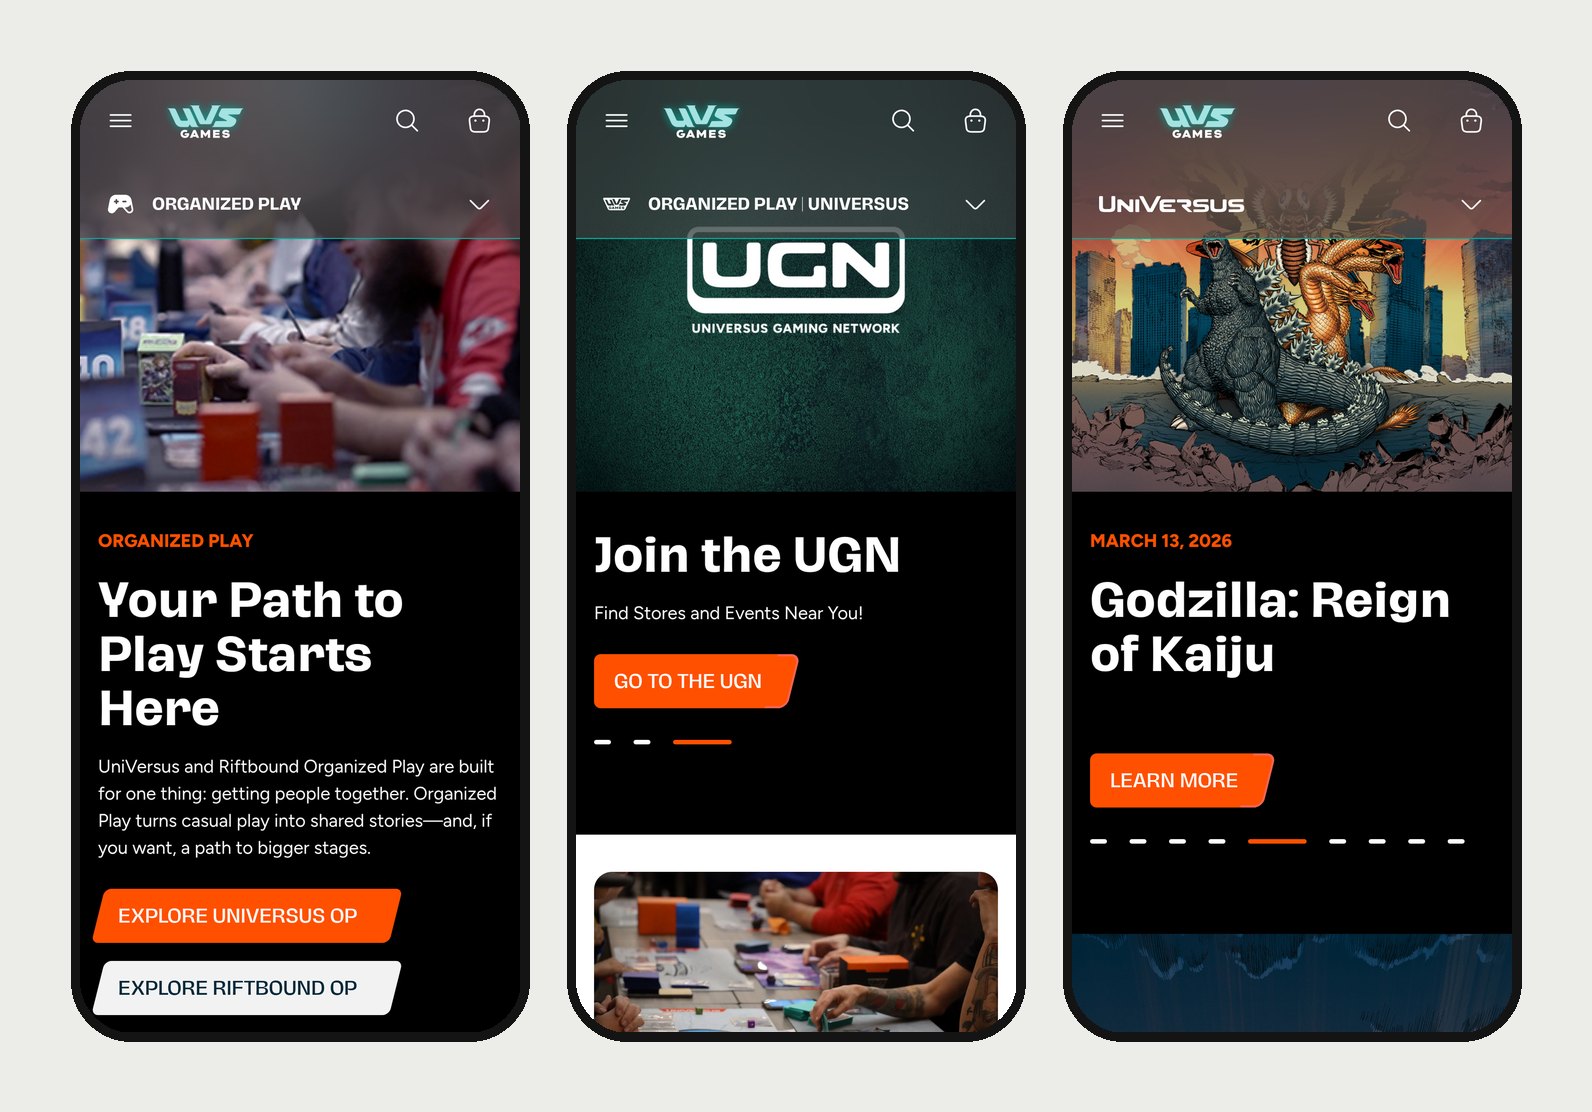 UVS
GAMES
ORGANIZED PLAY
38
40
42
ORGANIZED PLAY
Your Path to
Play Starts
Here
UniVersus and Riftbound Organized Play are built
for one thing: getting people together. Organized
Play turns casual play into shared stories—and, if
you want, a path to bigger stages.
EXPLORE UNIVERSUS OP
EXPLORE RIFTBOUND OP
UVS
GAMES
UVS ORGANIZED PLAY | UNIVERSUS
UGN
UNIVERSUS GAMING NETWORK
Join the UGN
Find Stores and Events Near You!
GO TO THE UGN
UVS
GAMES
UNIVERSUS
MARCH 13, 2026
Godzilla: Reign
of Kaiju
LEARN MORE